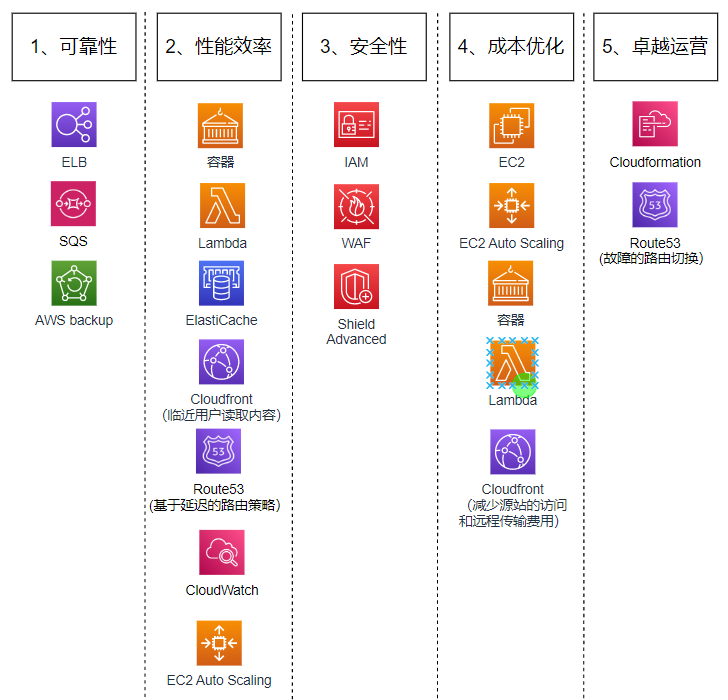 1、可靠性
ELB
SQS
AWS backup
2、性能效率
容器
Lambda
ElastiCache
Cloudfront
（临近用户读取内容）
53
Route53
(基于延迟的路由策略）
CloudWatch
EC2 Auto Scaling
3、安全性
IAM
WAF
Shield
Advanced
4、成本优化
EC2
EC2 Auto Scaling
容器
Lambda
Cloudfront
（减少源站的访问
和远程传输费用）
5、卓越运营
Cloudformation
53
Route53
(故障的路由切换）